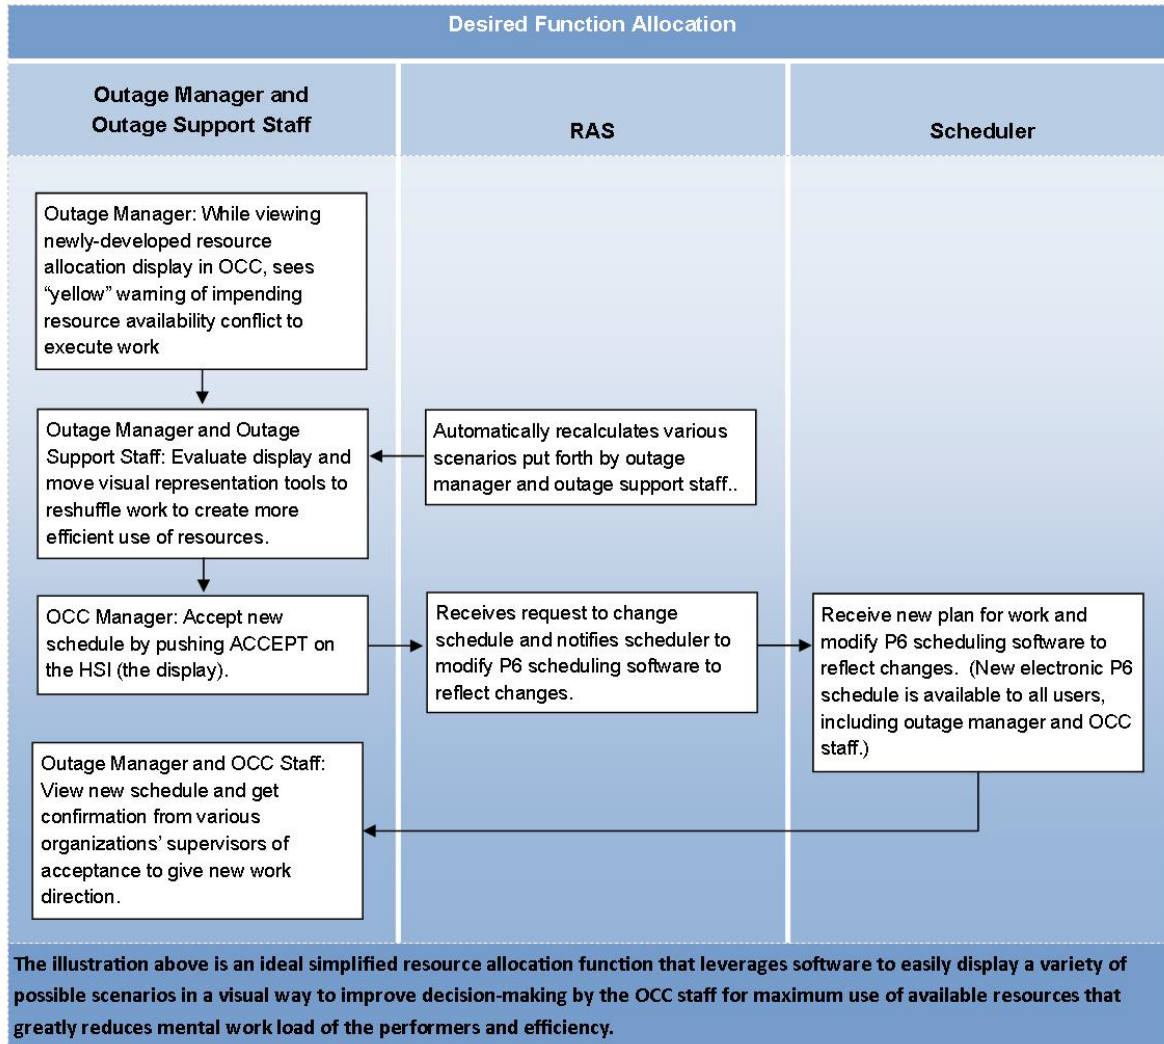 Desired Function Allocation
Outage Manager and
Outage Support Staff
RAS
Scheduler
Outage Manager: While viewing
newly-developed resource
allocation display in OCC, sees
“yellow” warning of impending
resource availability conflict to
execute work
Outage Manager and Outage
Support Staff: Evaluate display and
move visual representation tools to
reshuffle work to create more
efficient use of resources.
Automatically recalculates various
scenarios put forth by outage
manager and outage support staff..
OCC Manager: Accept new
schedule by pushing ACCEPT on
the HSI (the display).
Receives request to change
schedule and notifies scheduler to
modify P6 scheduling software to
reflect changes.
Receive new plan for work and
modify P6 scheduling software to
reflect changes. (New electronic P6
schedule is available to all users,
including outage manager and OCC
staff.)
Outage Manager and OCC Staff:
View new schedule and get
confirmation from various
organizations’ supervisors of
acceptance to give new work
direction.
The illustration above is an ideal simplified resource allocation function that leverages software to easily display a variety of
possible scenarios in a visual way to improve decision-making by the OCC staff for maximum use of available resources that
greatly reduces mental work load of the performers and efficiency.